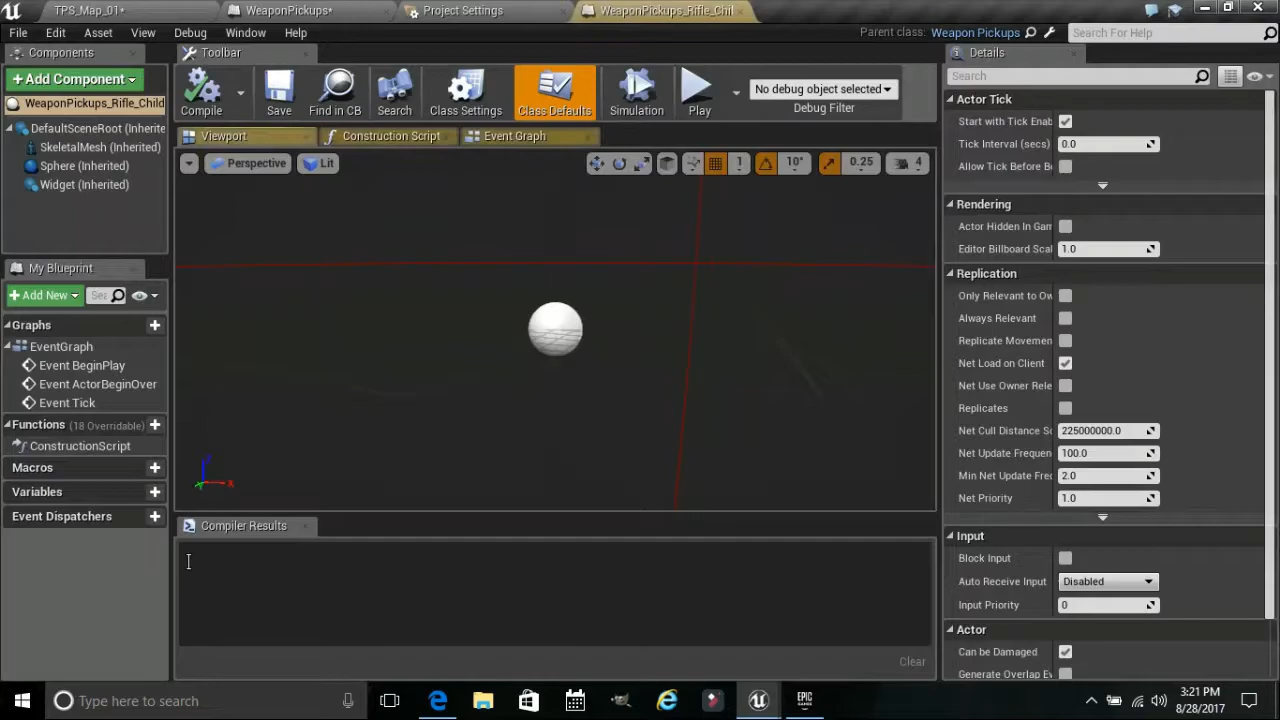 TPS_Map_01*
WeaponPickups*
Project Settings
WeaponPickups_Rifle_Chil
File Edit Asset View Debug Window Help
Parent class: Weapon Pickups
Search For Help
Components
Add Component
WeaponPickups_Rifle_Child
DefaultSceneRoot (Inherite
SkeletalMesh (Inherited)
Sphere (Inherited)
Widget (Inherited)
My Blueprint
Add New
Sea
Graphs
EventGraph
Event BeginPlay
Event ActorBeginOver
Event Tick
Functions (18 Overridable)
ConstructionScript
Macros
Variables
Event Dispatchers
Toolbar
Compile Save Find in CB Search Class Settings Class Defaults Simulation Play
No debug object selected
Debug Filter
Viewport Construction Script Event Graph
Perspective Lit
1 10° 0.25 4
X
Compiler Results
Clear
Details
Search
Actor Tick
Start with Tick Enab
Tick Interval (secs) 0.0
Allow Tick Before Be
Rendering
Actor Hidden In Gam
Editor Billboard Scal 1.0
Replication
Only Relevant to Ow
Always Relevant
Replicate Movemen
Net Load on Client
Net Use Owner Rele
Replicates
Net Cull Distance Sc 225000000.0
Net Update Frequen 100.0
Min Net Update Fred 2.0
Net Priority 1.0
Input
Block Input
Auto Receive Input Disabled
Input Priority 0
Actor
Can be Damaged
Generate Overlap Ev
Type here to search
EPIC GAMES
3:21 PM
8/28/2017